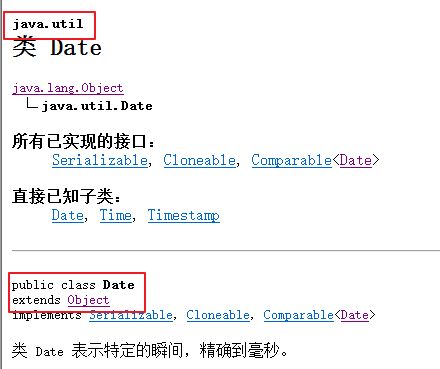 java.util
类 Date
java.lang.Object
java.util.Date
所有已实现的接口：
Serializable, Cloneable, Comparable<Date>
直接已知子类：
Date, Time, Timestamp
public class Date
extends Object
implements Serializable, Cloneable, Comparable<Date>
类 Date 表示特定的瞬间，精确到毫秒。